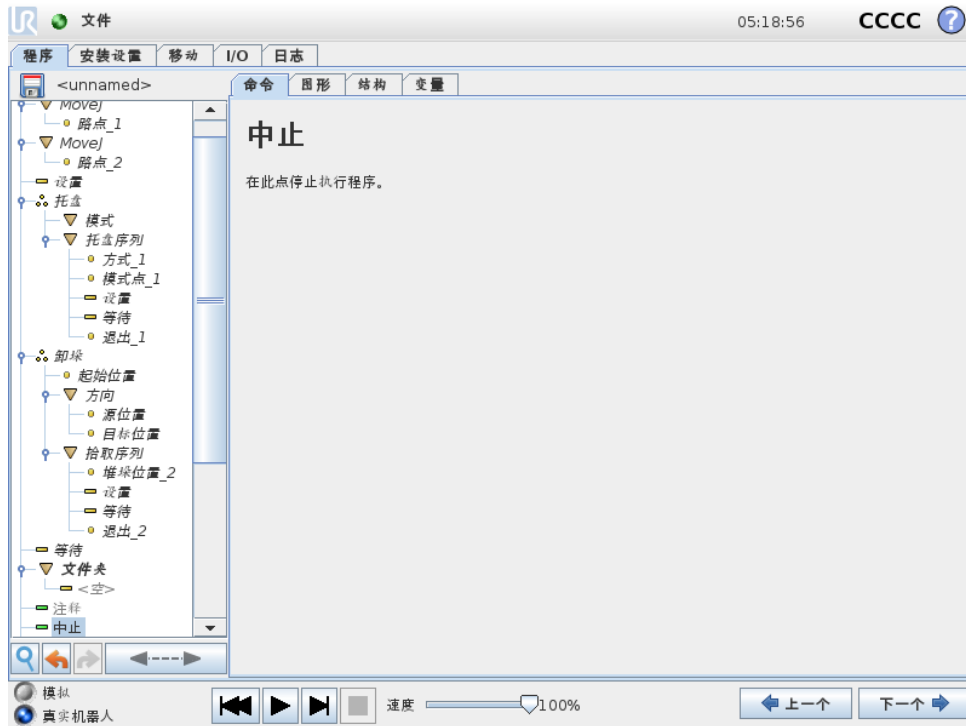 UR 文件 05:18:56 CCCC ?
程序 安装设置 移动 I/O 日志
<unnamed>
命令 图形 结构 变量
MoveJ
路点_1
MoveJ
路点_2
设置
托盘
模式
托盘序列
方式_1
模式点_1
设置
等待
退出_1
卸垛
起始位置
方向
源位置
目标位置
拾取序列
堆垛位置_2
设置
等待
退出_2
等待
文件夹
<空>
注释
中止
中止
在此点停止执行程序。
模拟
真实机器人
速度 100%
上一个 下一个